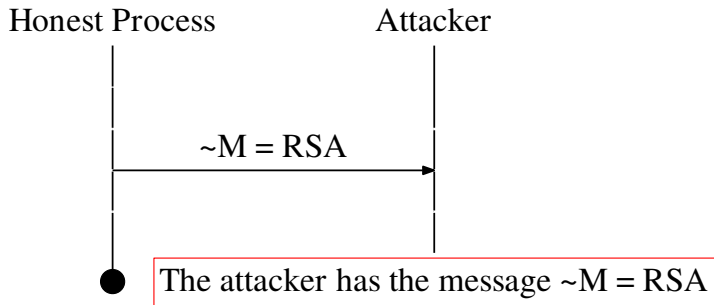 Honest Process
Attacker
~M = RSA
The attacker has the message ~M = RSA